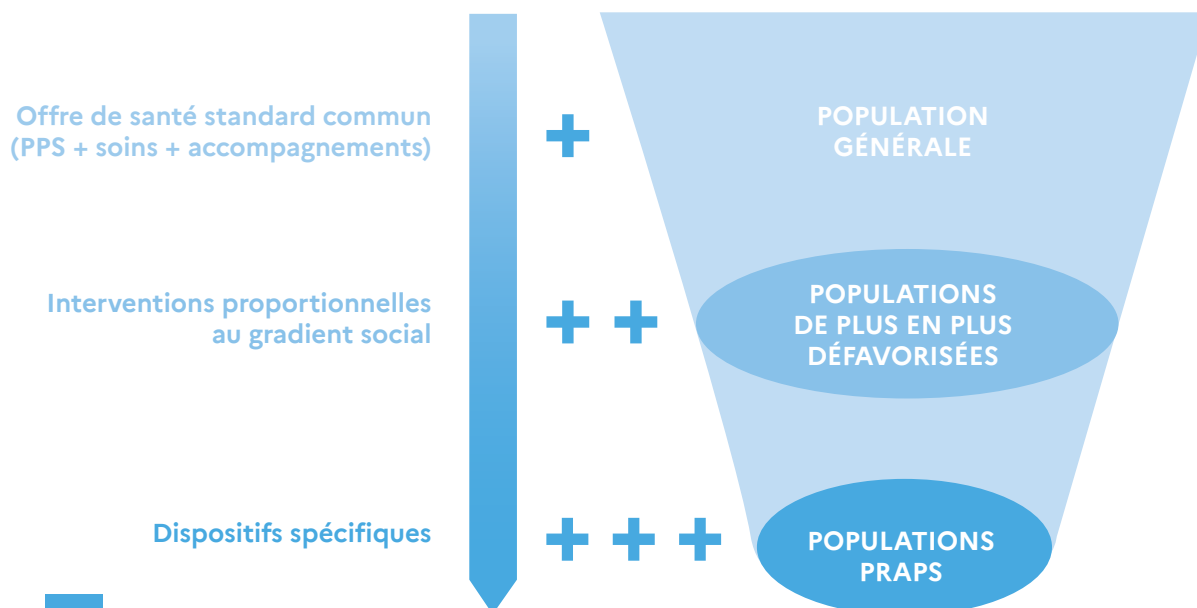 Offre de santé standard commun
(PPS + soins + accompagnements)
+
POPULATION
GÉNÉRALE
Interventions proportionnelles
au gradient social
+ +
POPULATIONS
DE PLUS EN PLUS
DÉFAVORISÉES
Dispositifs spécifiques
+ + +
POPULATIONS
PRAPS